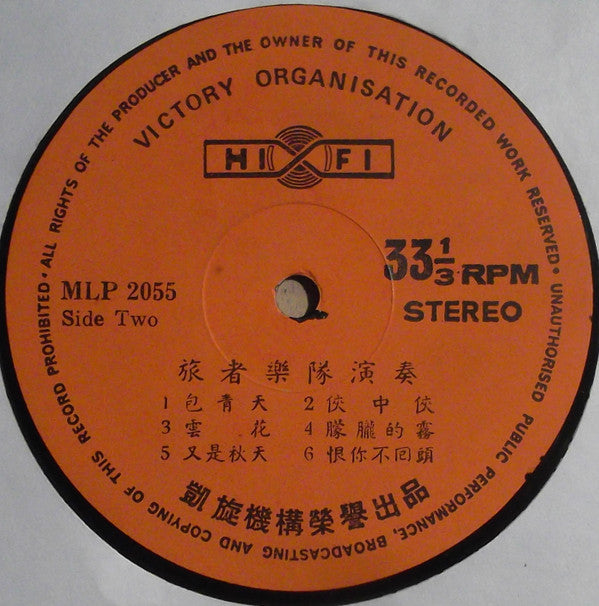 ALL RIGHTS OF THE PRODUCER AND THE OWNER OF THIS RECORDED WORK RESERVED • UNAUTHORISED PUBLIC PERFORMANCE, BROADCASTING AND COPYING OF THIS RECORD PROHIBITED •
VICTORY ORGANISATION
HI FI
MLP 2055
Side Two
33 1/3 RPM
STEREO
旅者樂隊演奏
1 包青天 2 俠中俠
3 雲花 4 朦朧的霧
5 又是秋天 6 恨你不回頭
凱旋機構榮譽出品